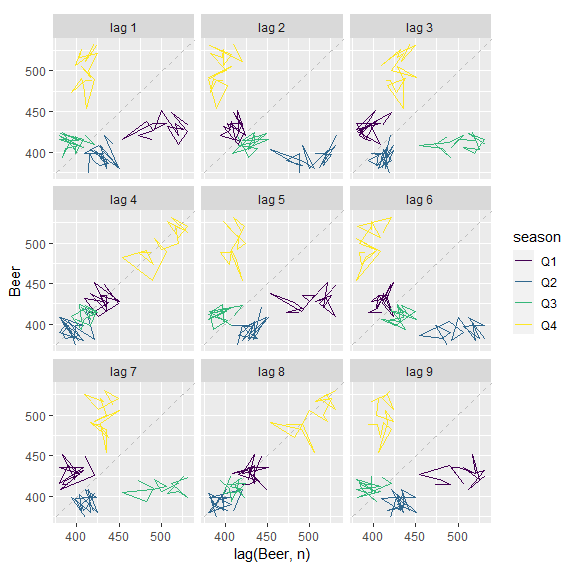 lag 1 lag 2 lag 3
500
450
400
lag 4 lag 5 lag 6
500
450
400
lag 7 lag 8 lag 9
500
450
400
400 450 500 400 450 500 400 450 500
lag(Beer, n)
Beer
season
Q1
Q2
Q3
Q4